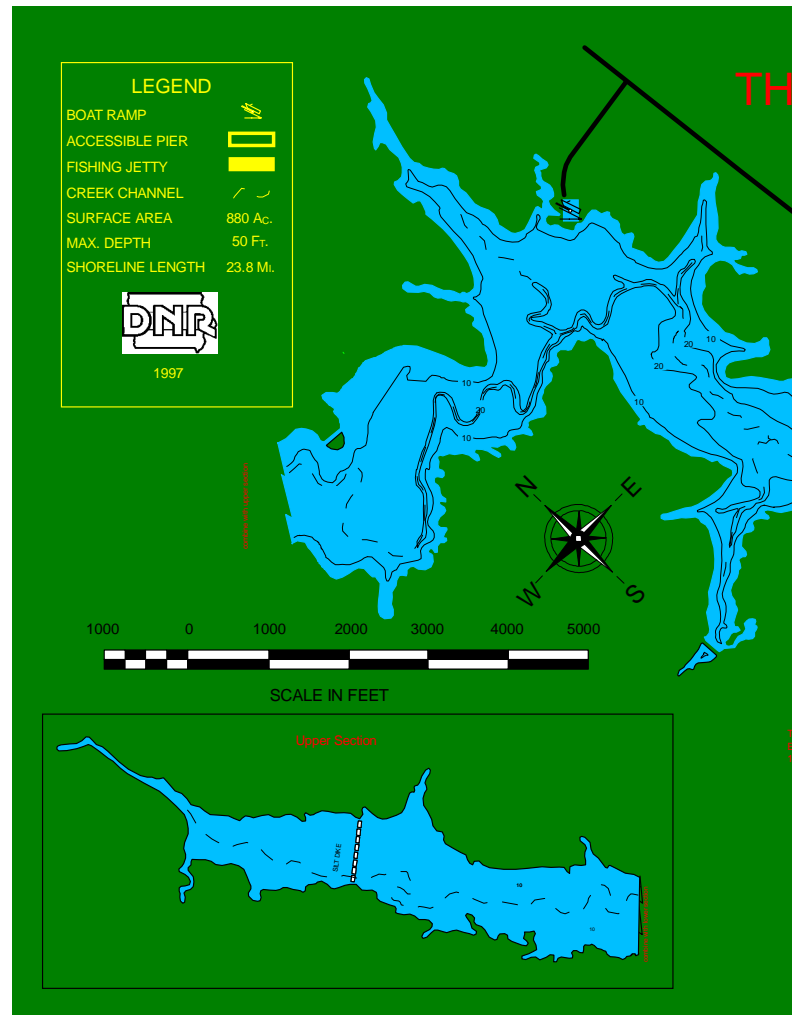 TH
LEGEND
BOAT RAMP
ACCESSIBLE PIER
FISHING JETTY
CREEK CHANNEL
SURFACE AREA 880 AC.
MAX. DEPTH 50 FT.
SHORELINE LENGTH 23.8 MI.
DNR
1997
10
20
20
10
10
20
10
10
N
E
W
S
1000 0 1000 2000 3000 4000 5000
SCALE IN FEET
Upper Section
SILT DIKE
10
10